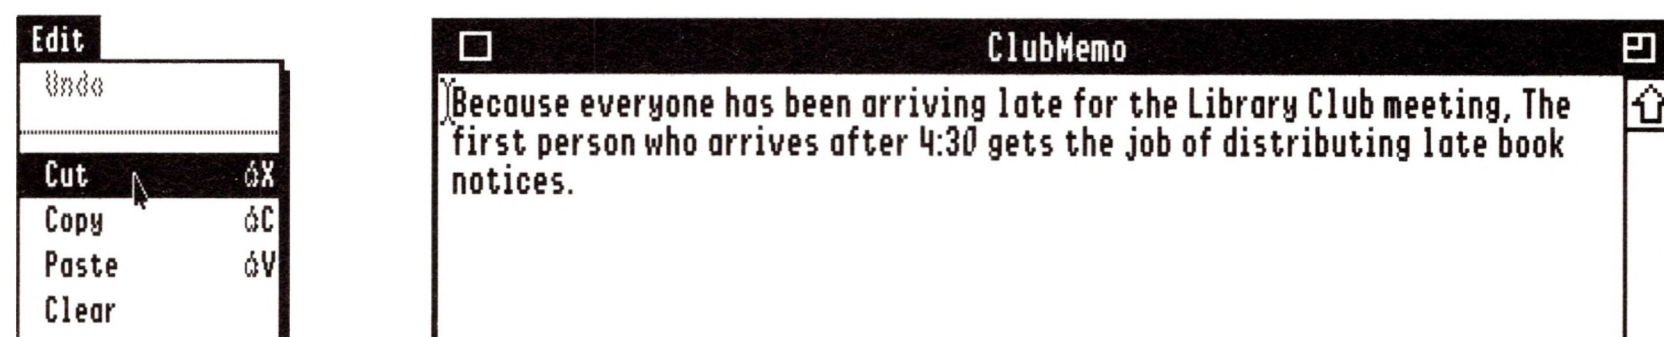 Edit
Undo
Cut X
Copy C
Paste V
Clear
ClubMemo
Because everyone has been arriving late for the Library Club meeting, The
first person who arrives after 4:30 gets the job of distributing late book
notices.